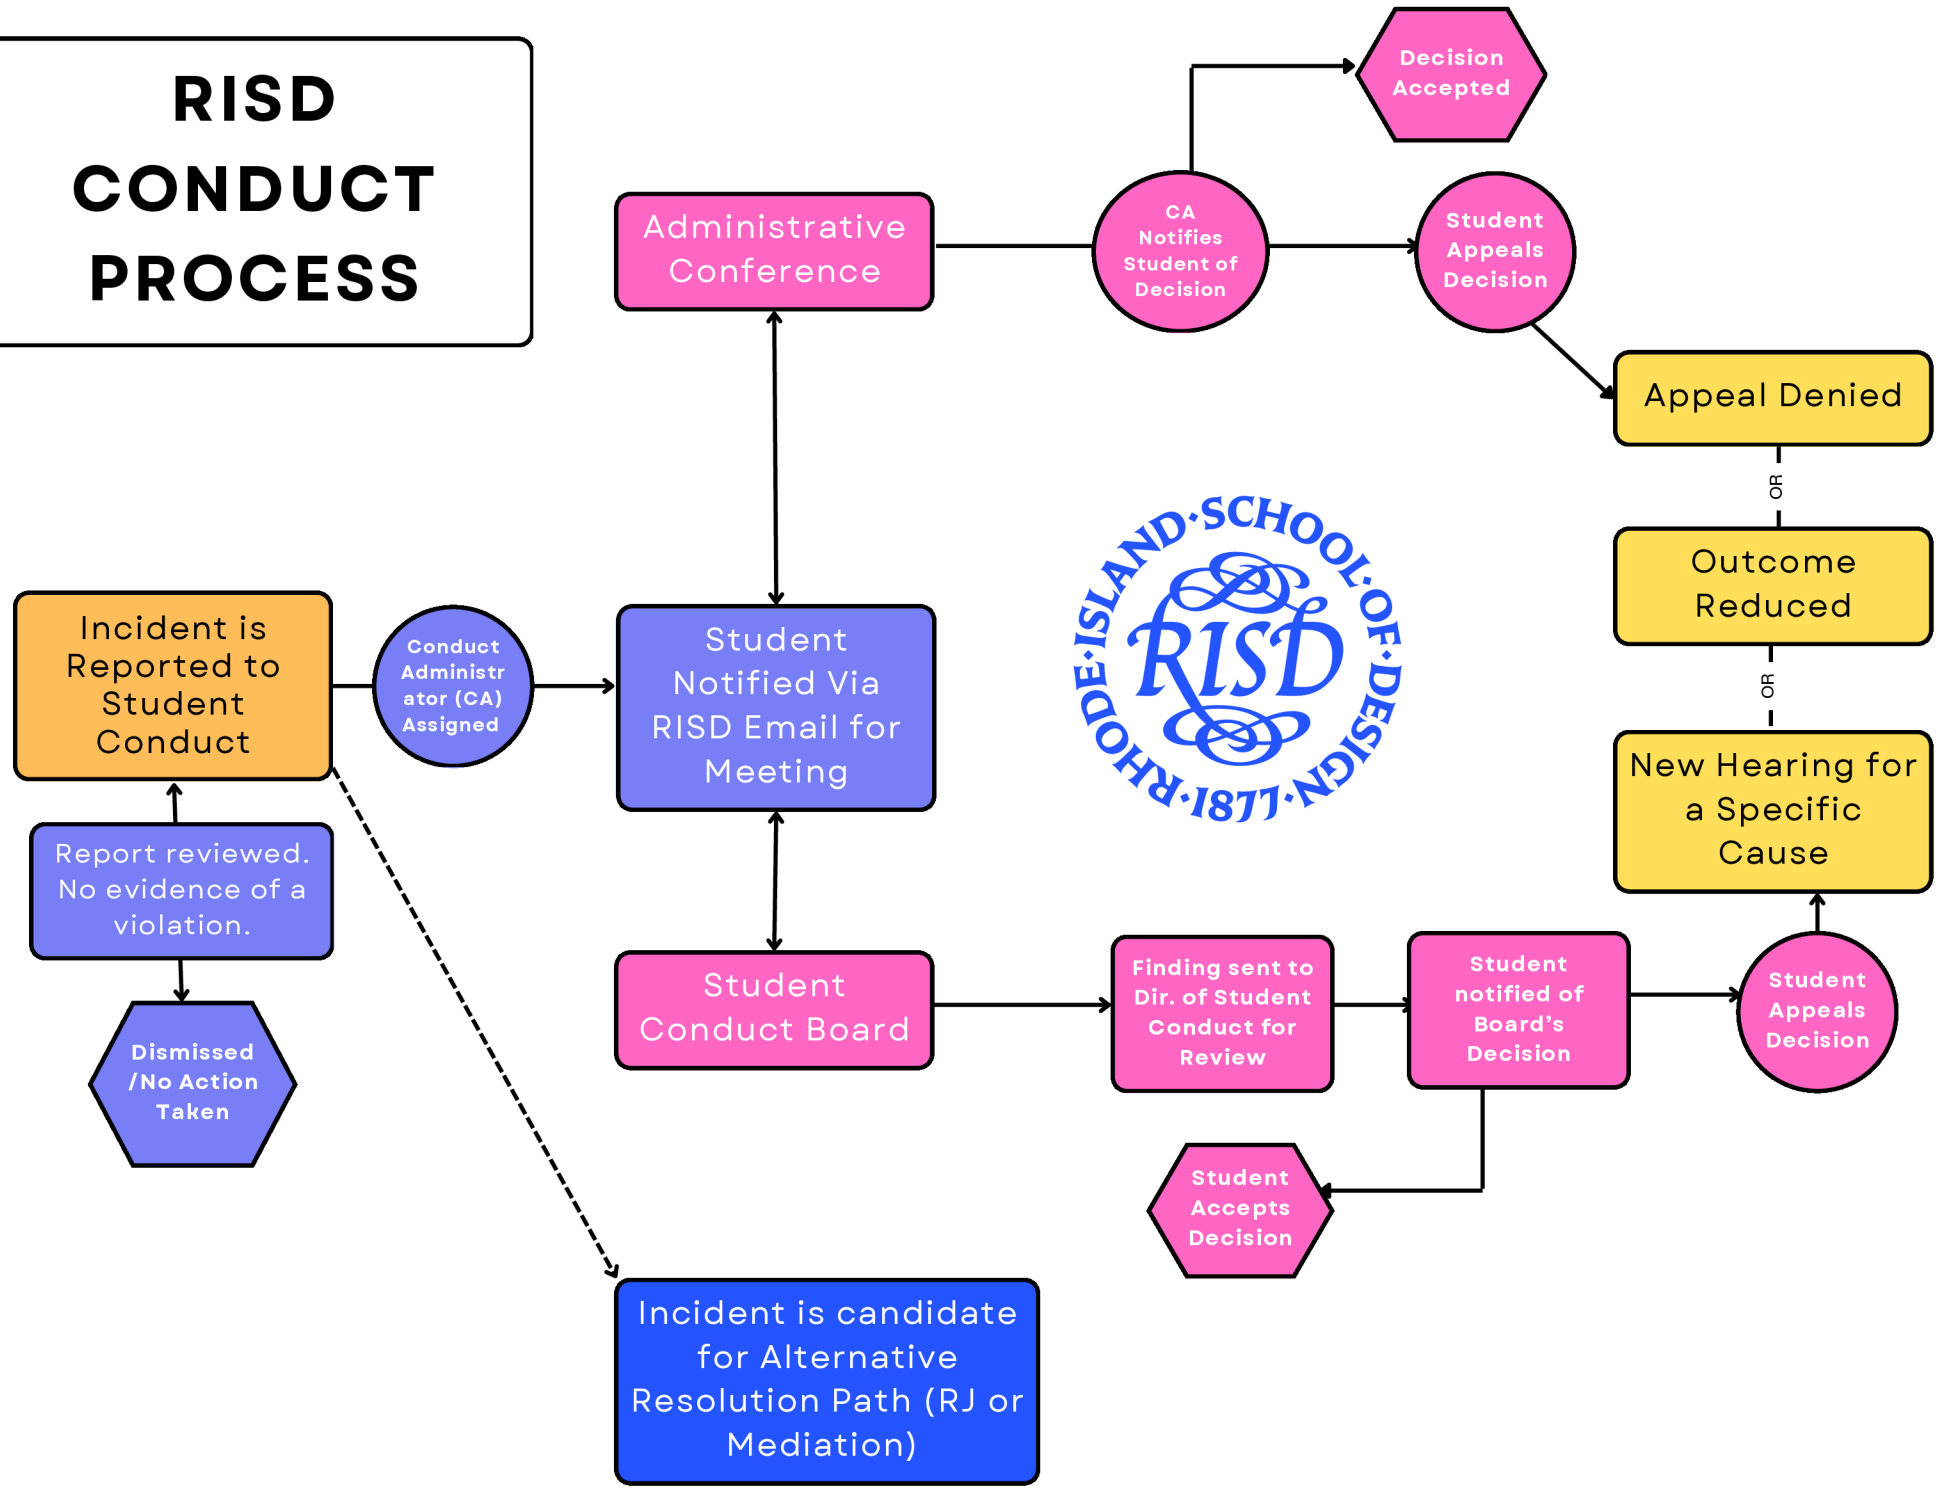 RISD
CONDUCT
PROCESS
Decision
Accepted
CA
Notifies
Student of
Decision
Student
Appeals
Decision
Administrative
Conference
Appeal Denied
OR
Outcome
Reduced
OR
New Hearing for
a Specific
Cause
Incident is
Reported to
Student
Conduct
Conduct
Administr
ator (CA)
Assigned
Student
Notified Via
RISD Email for
Meeting
RHODE·ISLAND·SCHOOL·OF·DESIGN·1877·
RISD
Report reviewed.
No evidence of a
violation.
Dismissed
/No Action
Taken
Student
Conduct Board
Finding sent to
Dir. of Student
Conduct for
Review
Student
notified of
Board’s
Decision
Student
Appeals
Decision
Student
Accepts
Decision
Incident is candidate
for Alternative
Resolution Path (RJ or
Mediation)